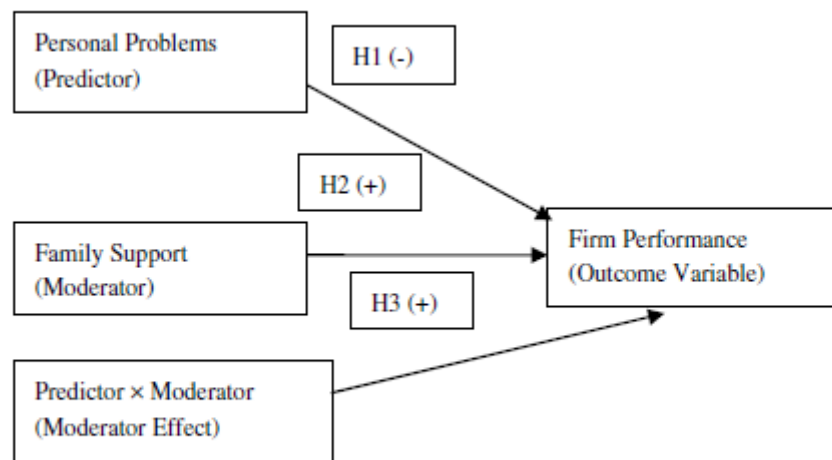 Personal Problems
(Predictor)
H1 (-)
H2 (+)
Family Support
(Moderator)
Firm Performance
(Outcome Variable)
H3 (+)
Predictor × Moderator
(Moderator Effect)